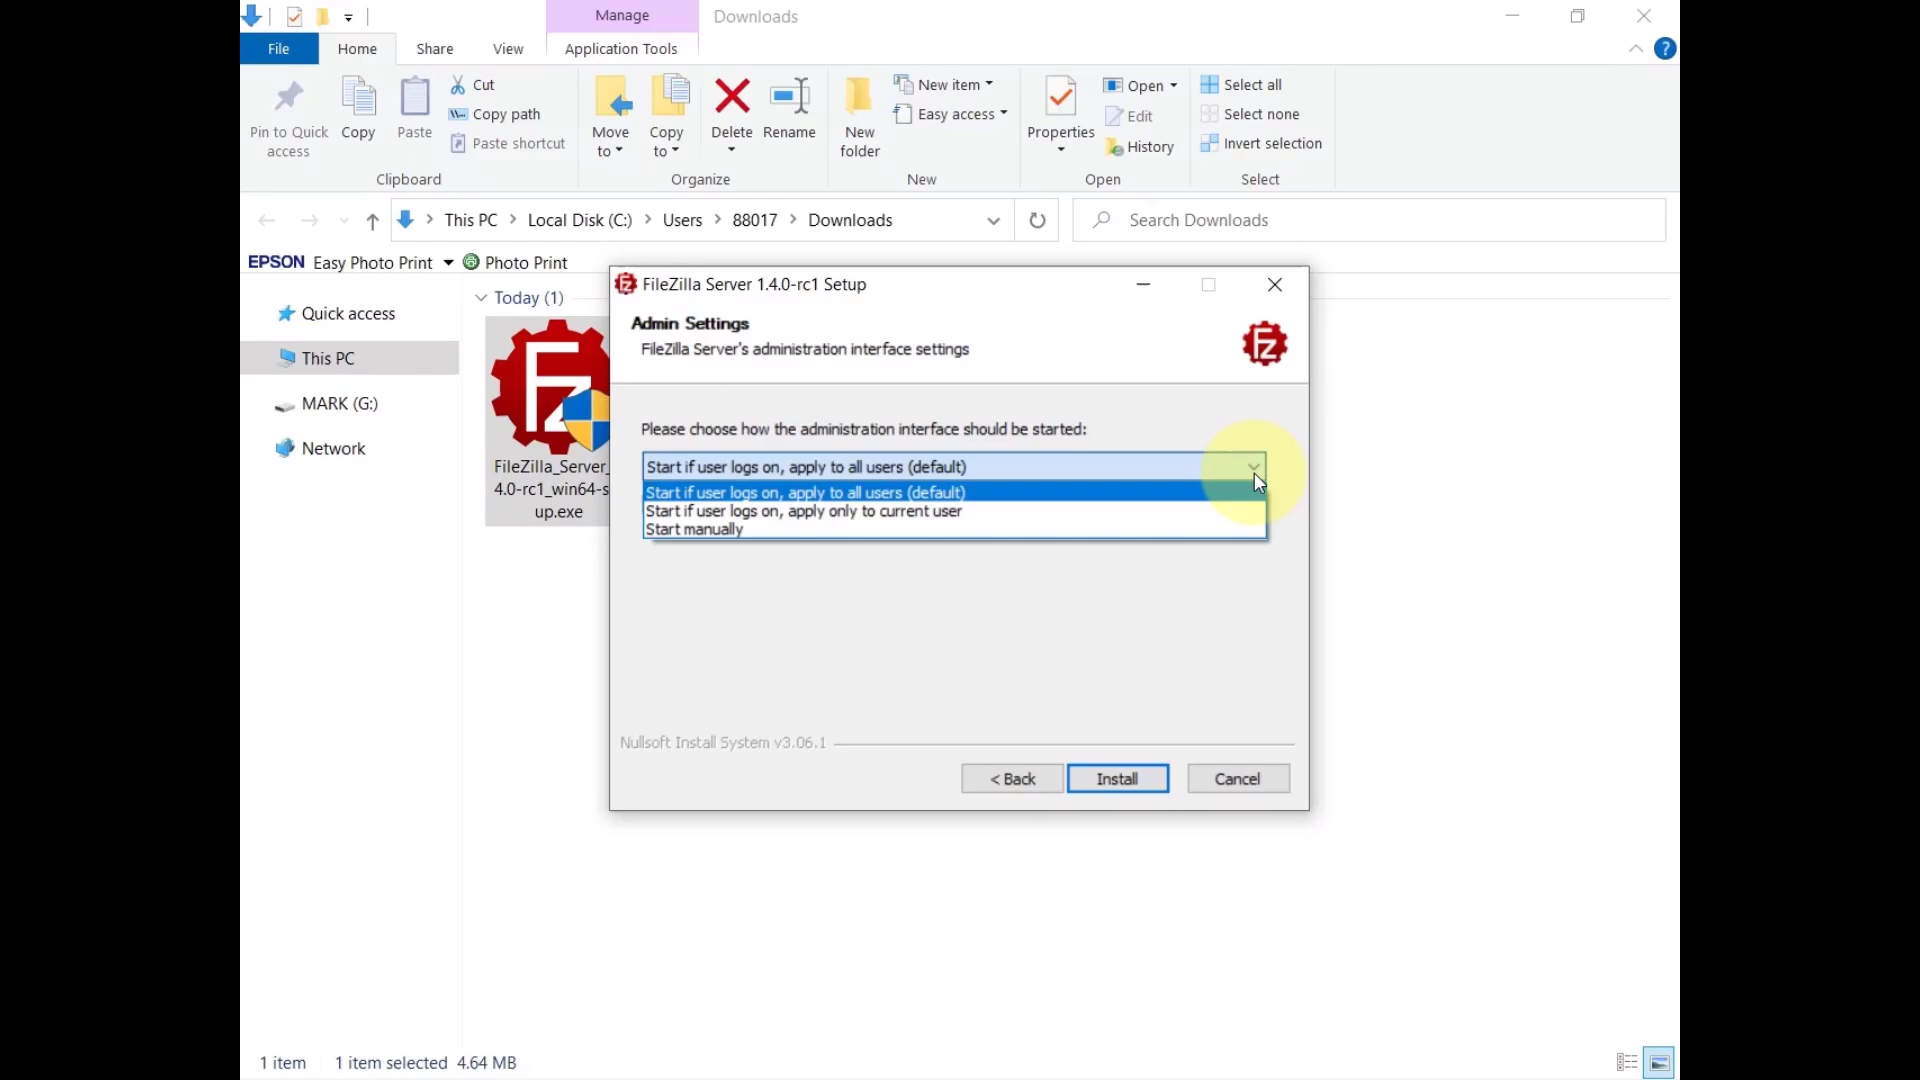 Manage
Downloads
File
Home
Share
View
Application Tools
Pin to Quick
access
Copy
Paste
Cut
Copy path
Paste shortcut
Clipboard
Move
to
Copy
to
Delete
Rename
Organize
New
folder
New item
Easy access
New
Properties
Open
Edit
History
Open
Select all
Select none
Invert selection
Select
This PC > Local Disk (C:) > Users > 88017 > Downloads
Search Downloads
EPSON Easy Photo Print
Photo Print
Quick access
This PC
MARK (G:)
Network
Today (1)
FileZilla_Server_
4.0-rc1_win64-s
up.exe
FileZilla Server 1.4.0-rc1 Setup
Admin Settings
FileZilla Server's administration interface settings
Please choose how the administration interface should be started:
Start if user logs on, apply to all users (default)
Start if user logs on, apply to all users (default)
Start if user logs on, apply only to current user
Start manually
Nullsoft Install System v3.06.1
< Back
Install
Cancel
1 item
1 item selected 4.64 MB